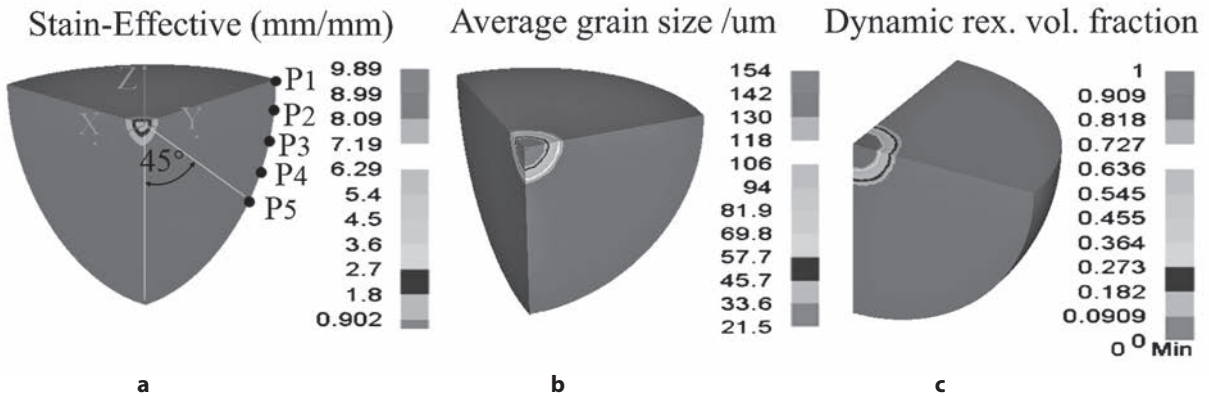 Stain-Effective (mm/mm)
Z
Y
X
45°
P1
P2
P3
P4
P5
9.89
8.99
8.09
7.19
6.29
5.4
4.5
3.6
2.7
1.8
0.902
a
Average grain size /um
154
142
130
118
106
94
81.9
69.8
57.7
45.7
33.6
21.5
b
Dynamic rex. vol. fraction
1
0.909
0.818
0.727
0.636
0.545
0.455
0.364
0.273
0.182
0.0909
0
0 Min
c